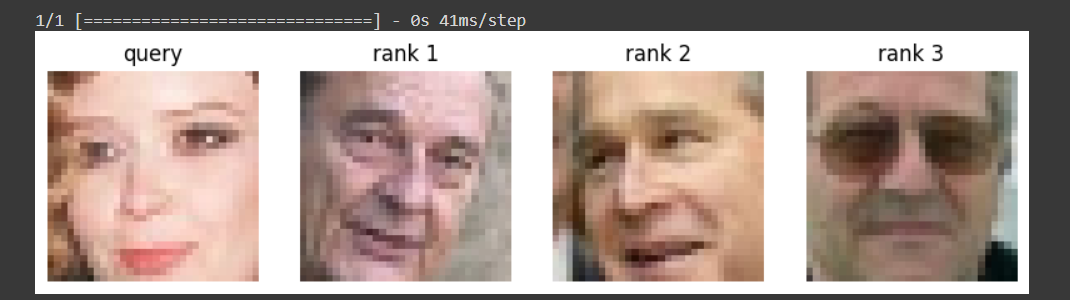 1/1 [==============================] - 0s 41ms/step
query rank 1 rank 2 rank 3